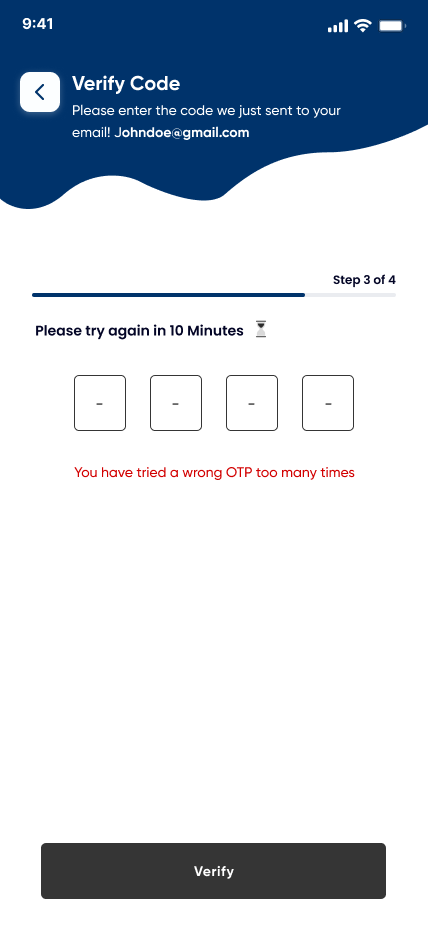 9:41
Verify Code
Please enter the code we just sent to your
email! Johndoe@gmail.com
Step 3 of 4
Please try again in 10 Minutes ⏳
- - - -
You have tried a wrong OTP too many times
Verify